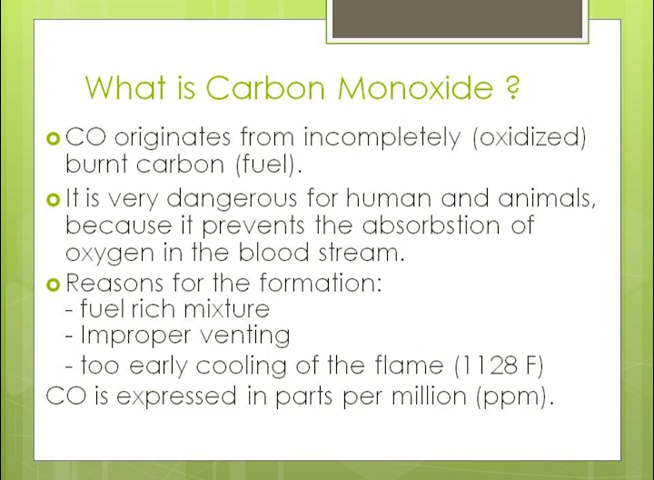 What is Carbon Monoxide ?
CO originates from incompletely (oxidized)
burnt carbon (fuel).
It is very dangerous for human and animals,
because it prevents the absorbstion of
oxygen in the blood stream.
Reasons for the formation:
- fuel rich mixture
- Improper venting
- too early cooling of the flame (1128 F)
CO is expressed in parts per million (ppm).